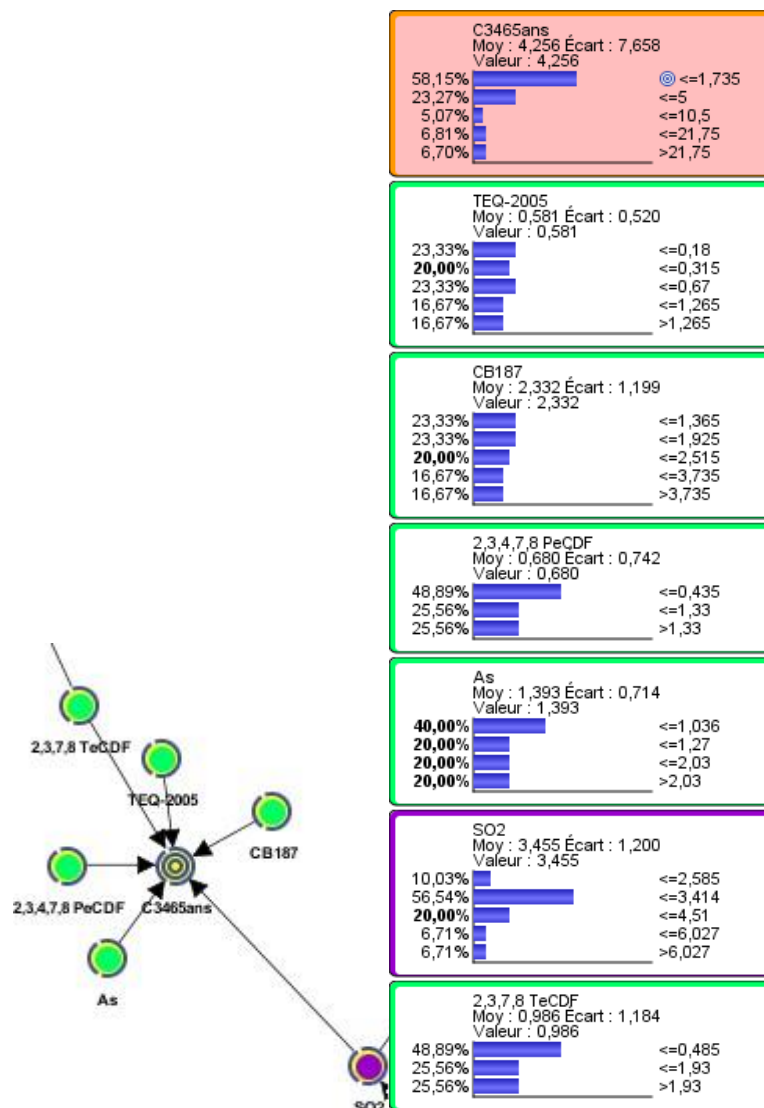 C3465ans
Moy : 4,256 Écart : 7,658
Valeur : 4,256
58,15% <=1,735
23,27% <=5
5,07% <=10,5
6,81% <=21,75
6,70% >21,75
TEQ-2005
Moy : 0,581 Écart : 0,520
Valeur : 0,581
23,33% <=0,18
20,00% <=0,315
23,33% <=0,67
16,67% <=1,265
16,67% >1,265
CB187
Moy : 2,332 Écart : 1,199
Valeur : 2,332
23,33% <=1,365
23,33% <=1,925
20,00% <=2,515
16,67% <=3,735
16,67% >3,735
2,3,4,7,8 PeCDF
Moy : 0,680 Écart : 0,742
Valeur : 0,680
48,89% <=0,435
25,56% <=1,33
25,56% >1,33
As
Moy : 1,393 Écart : 0,714
Valeur : 1,393
40,00% <=1,036
20,00% <=1,27
20,00% <=2,03
20,00% >2,03
SO2
Moy : 3,455 Écart : 1,200
Valeur : 3,455
10,03% <=2,585
56,54% <=3,414
20,00% <=4,51
6,71% <=6,027
6,71% >6,027
2,3,7,8 TeCDF
Moy : 0,986 Écart : 1,184
Valeur : 0,986
48,89% <=0,485
25,56% <=1,93
25,56% >1,93
2,3,7,8 TeCDF
TEQ-2005
CB187
2,3,4,7,8 PeCDF
C3465ans
As
SO2